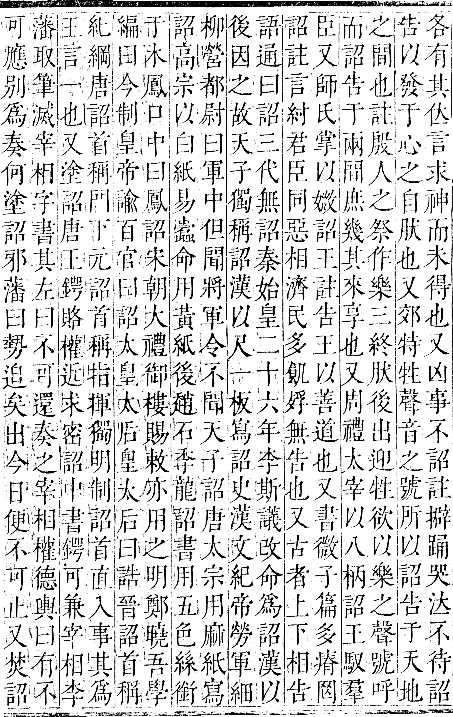 各有其佽言求神而未得也又凶事不詔註擗踊哭泣不待詔
告以發于心之自肰也又郊特牲聲音之號所以詔告于天地
之間也註殷人之祭作樂三終肰後出迎牲欲以樂之聲號呼
而詔告于兩間庶幾其來享也又周禮太宰以八柄詔王馭羣
臣又師氏掌以媺詔王註告王以善道也又書微子篇多瘠罔
詔註言紂君臣同惡相濟民多飢殍無告也又古者上下相告
語通曰詔三代無詔秦始皇二十六年李斯議改命爲詔漢以
後因之故天子獨稱詔漢以尺一板寫詔史漢文紀帝勞軍細
柳營都尉曰軍中但聞將軍令不聞天子詔唐太宗用麻紙寫
詔高宗以白紙易蠹命用黃紙後趙石季龍詔書用五色絲銜
于木鳳口中曰鳳詔宋朝大禮御樓賜敕亦用之明鄭曉吾學
編曰今制皇帝諭百官曰詔太皇太后皇太后曰誥晉詔首稱
紀綱唐詔首稱門下元詔首稱指揮獨明制詔首直入事其爲
王言一也又塗詔唐王鍔賂權近求密詔中書鍔可兼宰相李
藩取筆滅宰相字書其左曰不可還奏之宰相權德輿曰有不
可應別爲奏何塗詔邪藩曰勢迫矣出今日便不可止又焚詔